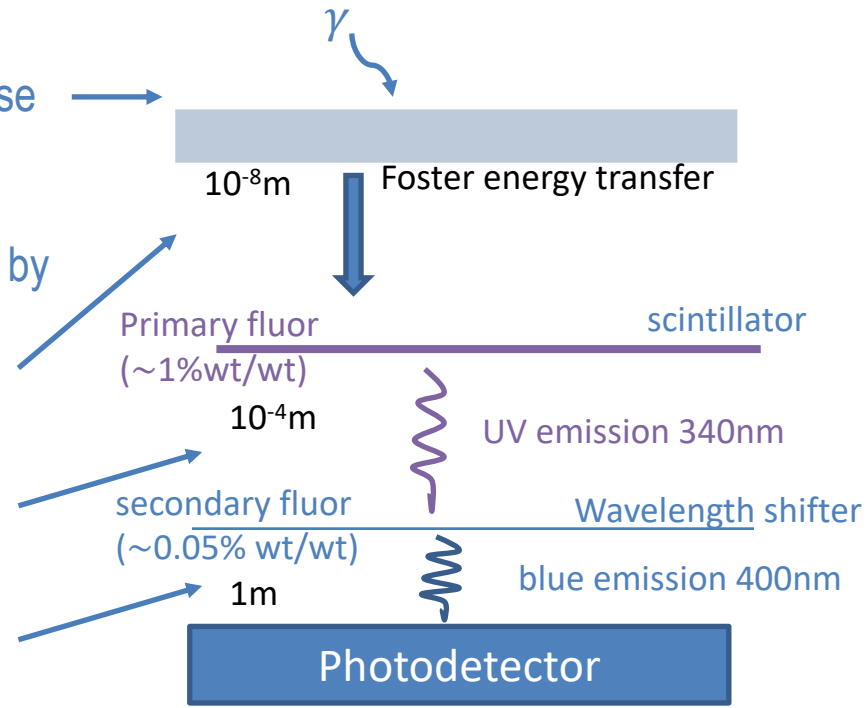 γ
se
10⁻⁸m
Foster energy transfer
by
Primary fluor
(~1%wt/wt)
scintillator
10⁻⁴m
UV emission 340nm
secondary fluor
(~0.05% wt/wt)
Wavelength shifter
1m
blue emission 400nm
Photodetector